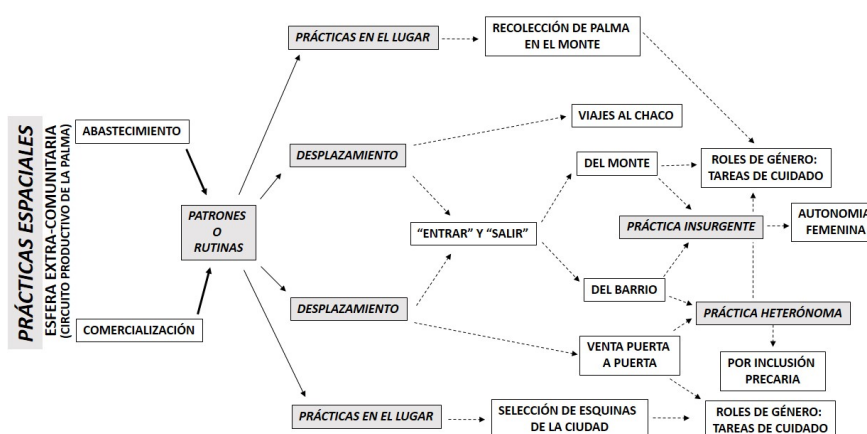 PRÁCTICAS ESPACIALES
ESFERA EXTRA-COMUNITARIA
(CIRCUITO PRODUCTIVO DE LA PALMA)
ABASTECIMIENTO
COMERCIALIZACIÓN
PATRONES
O
RUTINAS
PRÁCTICAS EN EL LUGAR
RECOLECCIÓN DE PALMA
EN EL MONTE
DESPLAZAMIENTO
VIAJES AL CHACO
"ENTRAR" Y "SALIR"
DEL MONTE
ROLES DE GÉNERO:
TAREAS DE CUIDADO
PRÁCTICA INSURGENTE
AUTONOMIA
FEMENINA
DEL BARRIO
DESPLAZAMIENTO
PRÁCTICA HETERÓNOMA
VENTA PUERTA
A PUERTA
POR INCLUSIÓN
PRECARIA
PRÁCTICAS EN EL LUGAR
SELECCIÓN DE ESQUINAS
DE LA CIUDAD
ROLES DE GÉNERO:
TAREAS DE CUIDADO